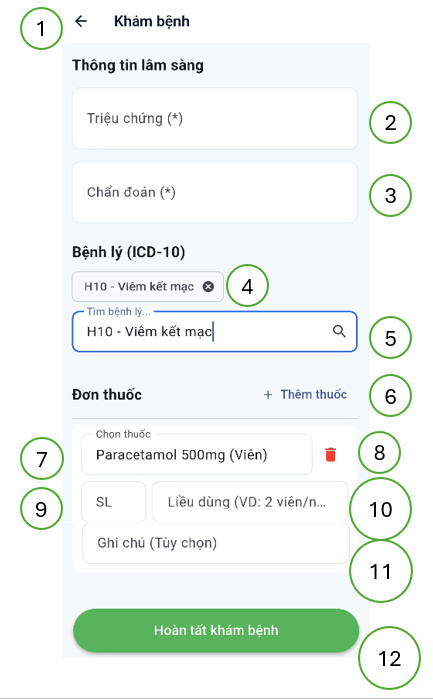 1
Khám bệnh
Thông tin lâm sàng
Triệu chứng (*)
2
Chẩn đoán (*)
3
Bệnh lý (ICD-10)
H10 - Viêm kết mạc
4
Tìm bệnh lý...
H10 - Viêm kết mạc
5
Đơn thuốc
+ Thêm thuốc
6
Chọn thuốc
7
Paracetamol 500mg (Viên)
8
9
SL
Liều dùng (VD: 2 viên/n...
10
Ghi chú (Tùy chọn)
11
Hoàn tất khám bệnh
12